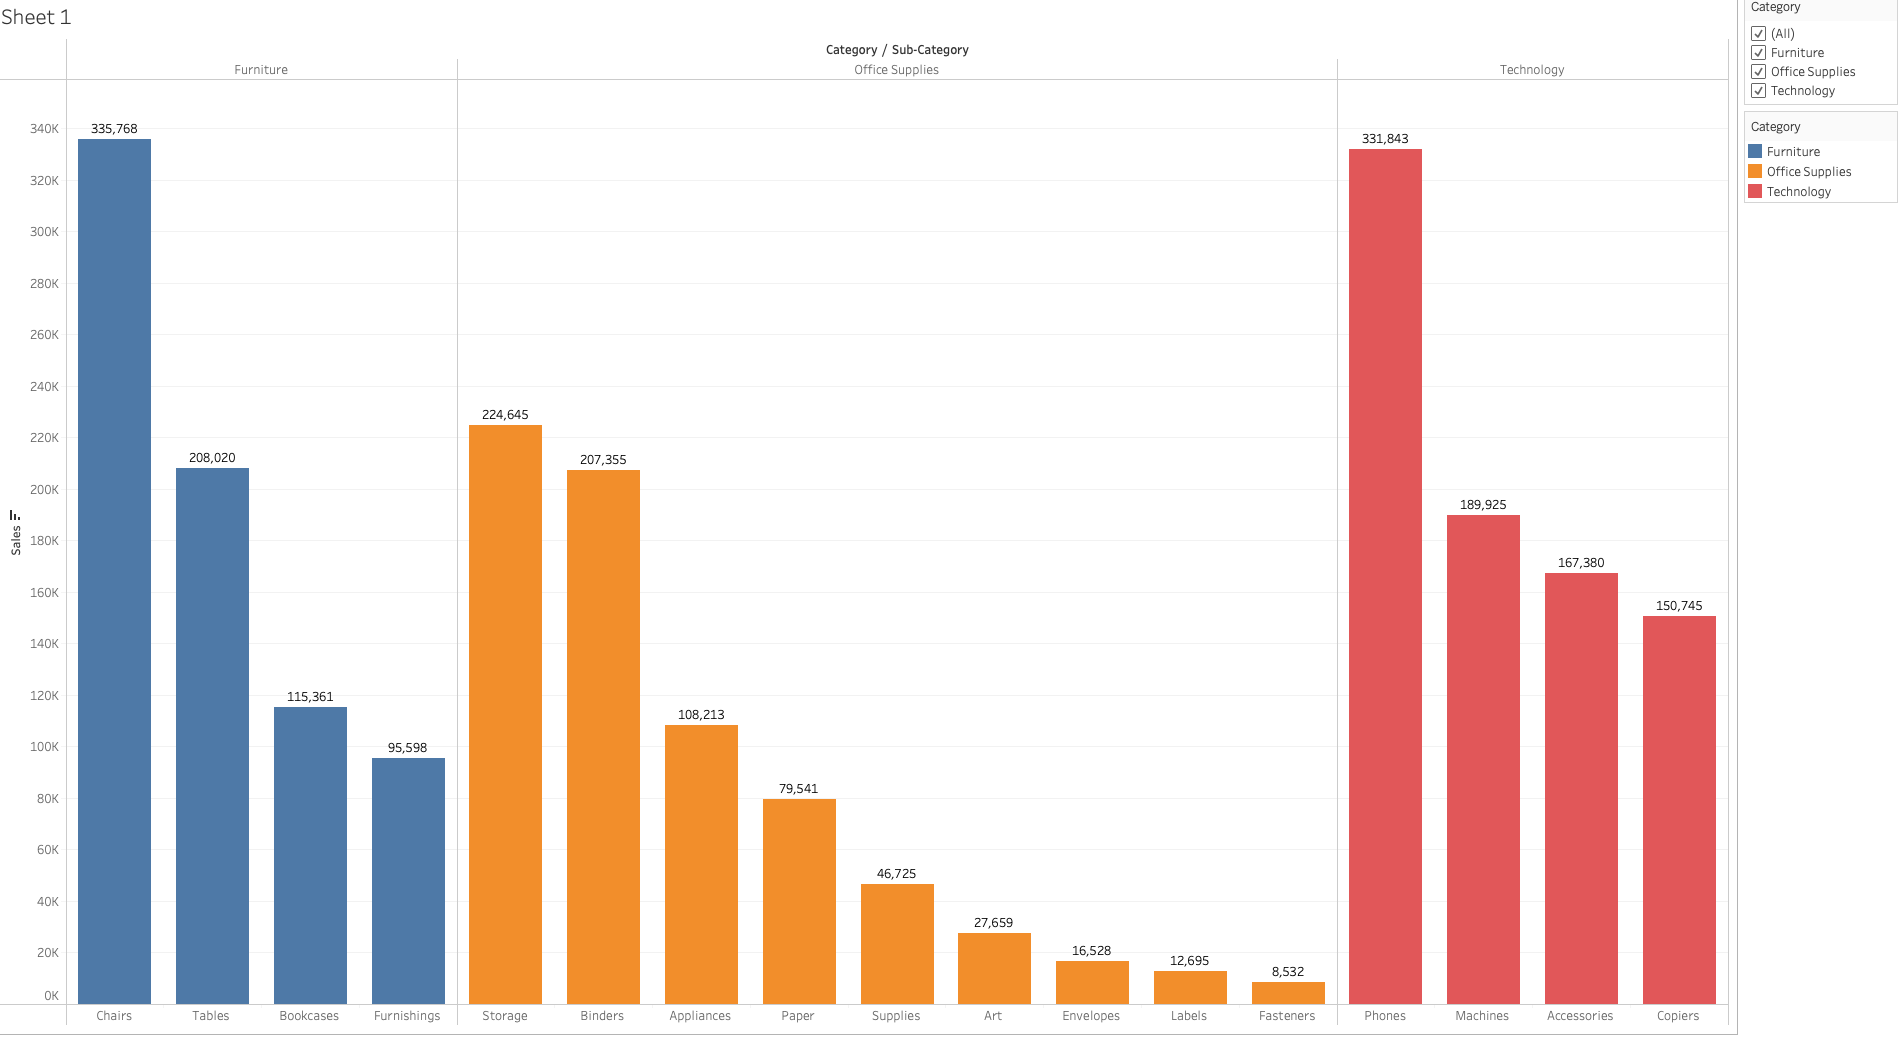 Sheet 1
Category / Sub-Category
Furniture
Office Supplies
Technology
340K
320K
300K
280K
260K
240K
220K
200K
180K
160K
140K
120K
100K
80K
60K
40K
20K
0K
Sales
335,768
208,020
115,361
95,598
224,645
207,355
108,213
79,541
46,725
27,659
16,528
12,695
8,532
331,843
189,925
167,380
150,745
Chairs
Tables
Bookcases
Furnishings
Storage
Binders
Appliances
Paper
Supplies
Art
Envelopes
Labels
Fasteners
Phones
Machines
Accessories
Copiers
Category
(All)
Furniture
Office Supplies
Technology
Category
Furniture
Office Supplies
Technology